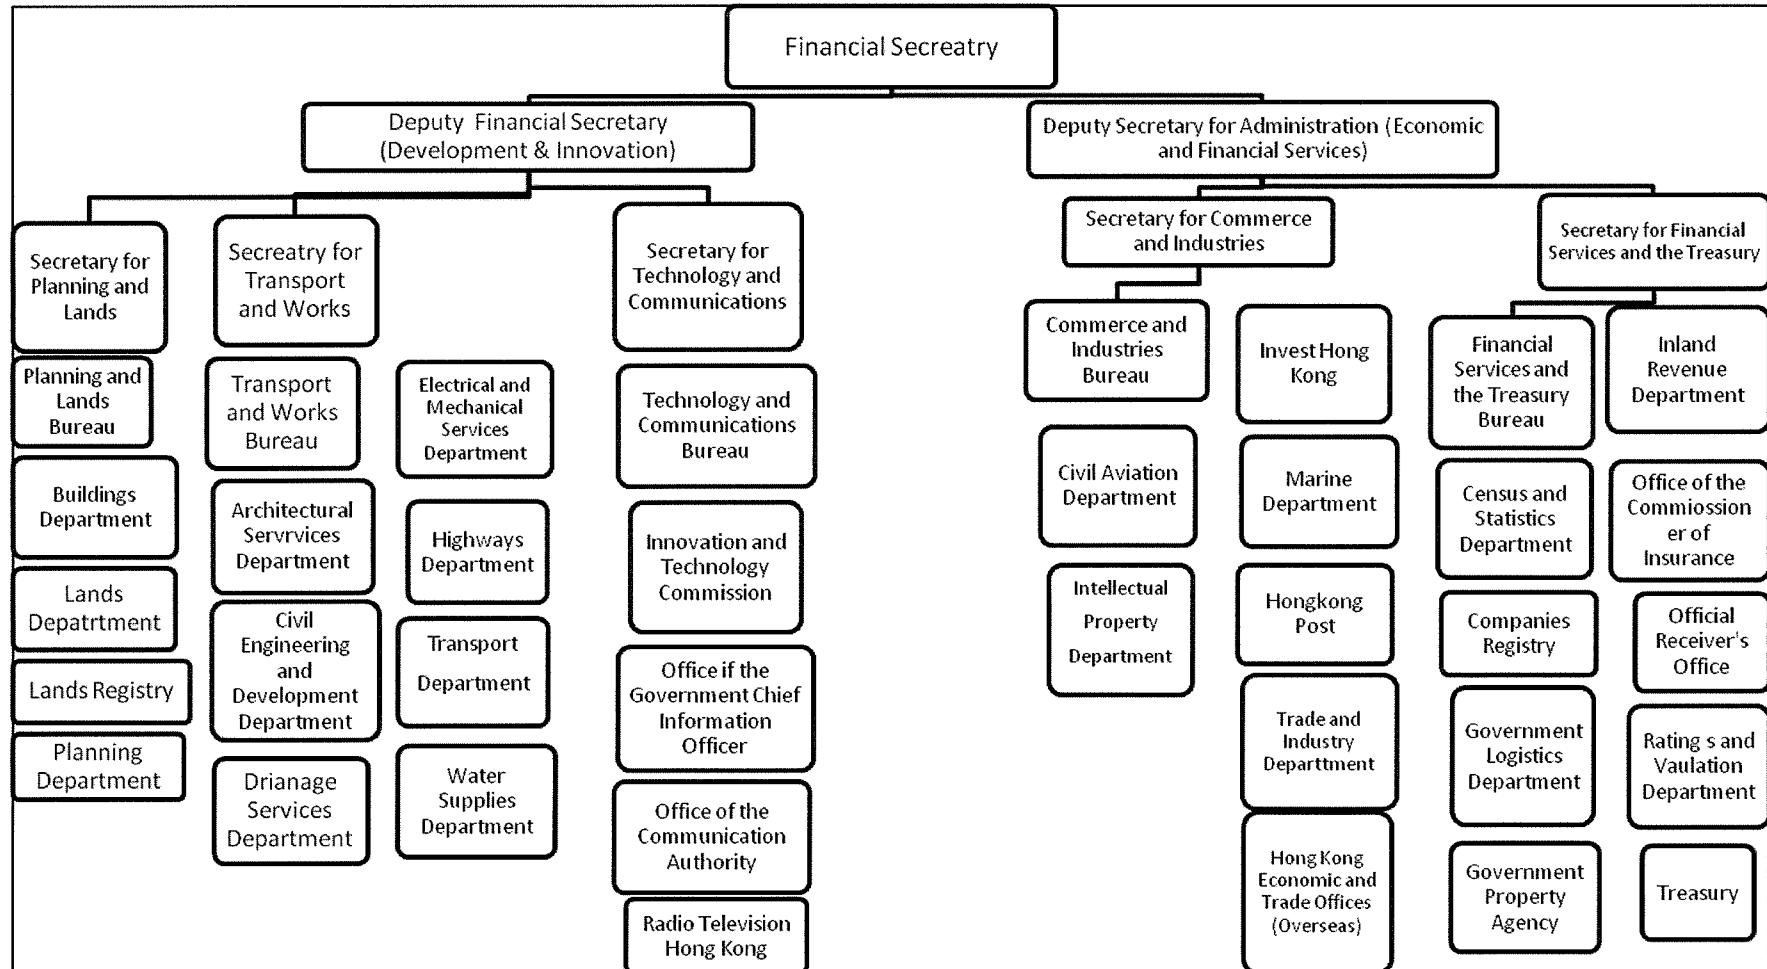 Financial Secreatry
Deputy Financial Secretary
(Development & Innovation)
Deputy Secretary for Administration (Economic
and Financial Services)
Secretary for
Planning and
Lands
Secreatry for
Transport
and Works
Secretary for
Technology and
Communications
Secretary for Commerce
and Industries
Secretary for Financial
Services and the Treasury
Planning and
Lands
Bureau
Buildings
Department
Lands
Depatrtment
Lands Registry
Planning
Department
Transport
and Works
Bureau
Architectural
Servrvices
Department
Civil
Engineering
and
Development
Department
Drianage
Services
Department
Electrical and
Mechanical
Services
Department
Highways
Department
Transport
Department
Water
Supplies
Department
Technology and
Communications
Bureau
Innovation and
Technology
Commission
Office if the
Government Chief
Information
Officer
Office of the
Communication
Authority
Radio Television
Hong Kong
Commerce and
Industries
Bureau
Civil Aviation
Department
Intellectual
Property
Department
Invest Hong
Kong
Marine
Department
Hongkong
Post
Trade and
Industry
Departtment
Hong Kong
Economic and
Trade Offices
(Overseas)
Financial
Services and
the Treasury
Bureau
Census and
Statistics
Department
Companies
Registry
Government
Logistics
Department
Government
Property
Agency
Inland
Revenue
Department
Office of the
Commiossion
er of
Insurance
Official
Receiver's
Office
Rating s and
Vaulation
Department
Treasury